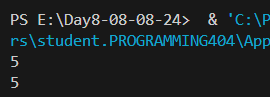 PS E:\Day8-08-08-24>  & 'C:\P
rs\student.PROGRAMMING404\App
5
5